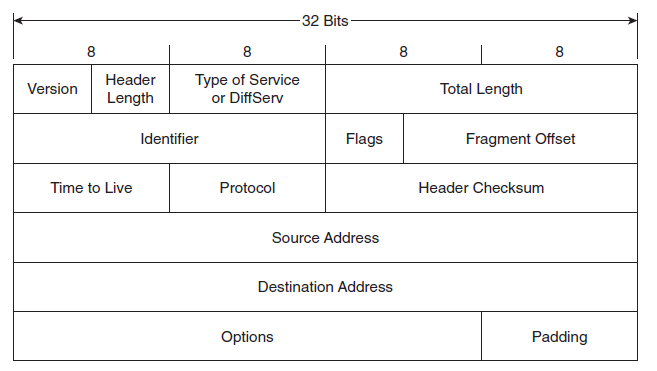 32 Bits
8 8 8 8
Version Header Length Type of Service or DiffServ Total Length
Identifier Flags Fragment Offset
Time to Live Protocol Header Checksum
Source Address
Destination Address
Options Padding